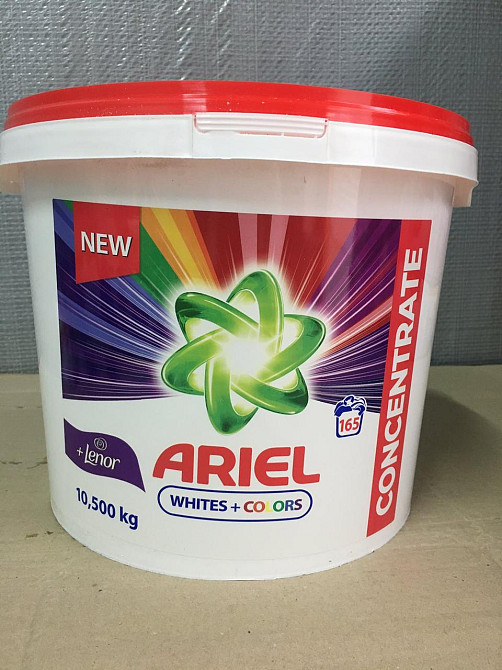 NEW
CONCENTRATE
165
+Lenor
ARIEL
WHITES + COLORS
10,500 kg